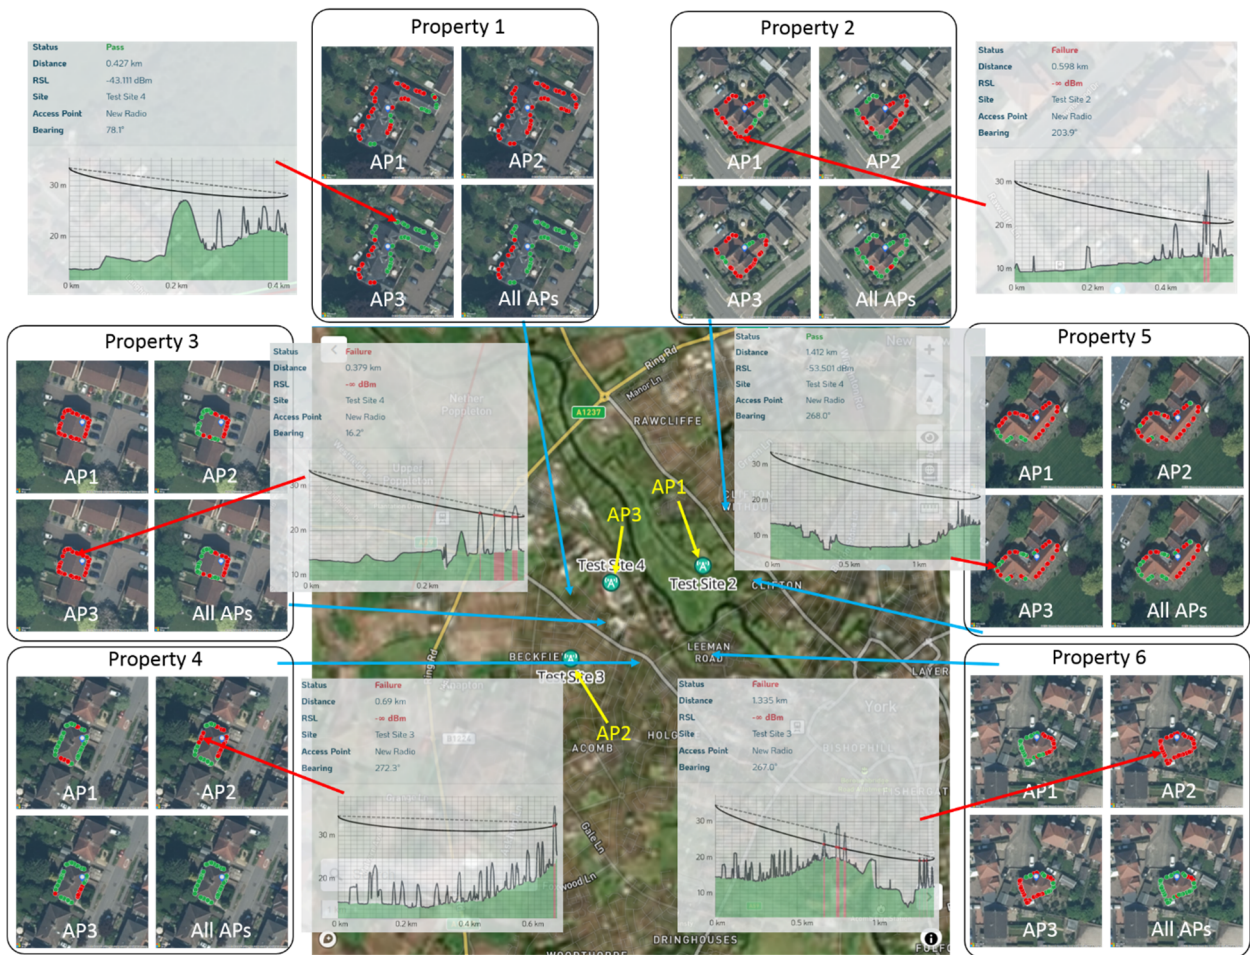 Property 1
AP1
AP2
AP3
All APs
Status Pass
Distance 0.427 km
RSL -43.111 dBm
Site Test Site 4
Access Point New Radio
Bearing 78.1°
30 m
20 m
0 km 0.2 km 0.4 km
Property 2
AP1
AP2
AP3
All APs
Status Failure
Distance 0.598 km
RSL -∞ dBm
Site Test Site 2
Access Point New Radio
Bearing 203.9°
30 m
20 m
10 m
0 km 0.2 km 0.4 km
Property 3
AP1
AP2
AP3
All APs
Status Failure
Distance 0.379 km
RSL -∞ dBm
Site Test Site 4
Access Point New Radio
Bearing 16.2°
30 m
20 m
10 m
0 km 0.2 km
Status Pass
Distance 1.412 km
RSL -53.501 dBm
Site Test Site 4
Access Point New Radio
Bearing 268.0°
30 m
20 m
10 m
0 km 0.5 km 1 km
Property 5
AP1
AP2
AP3
All APs
Ring Rd
Manor Ln
A1237
RAWCLIFFE
Nether
Poppleton
AP1
AP3
Test Site 4
Test Site 2
CLIFTON
LEEMAN
ROAD
Test Site 3
AP2
ACOMB
Property 4
AP1
AP2
AP3
All APs
Status Failure
Distance 0.69 km
RSL -∞ dBm
Site Test Site 3
Access Point New Radio
Bearing 272.3°
30 m
20 m
0 km 0.2 km 0.4 km 0.6 km
Status Failure
Distance 1.335 km
RSL -∞ dBm
Site Test Site 3
Access Point New Radio
Bearing 267.0°
30 m
20 m
10 m
0 km 0.5 km 1 km
York
BISHOPHILL
Gale Ln
DRINGHOUSES
Property 6
AP1
AP2
AP3
All APs